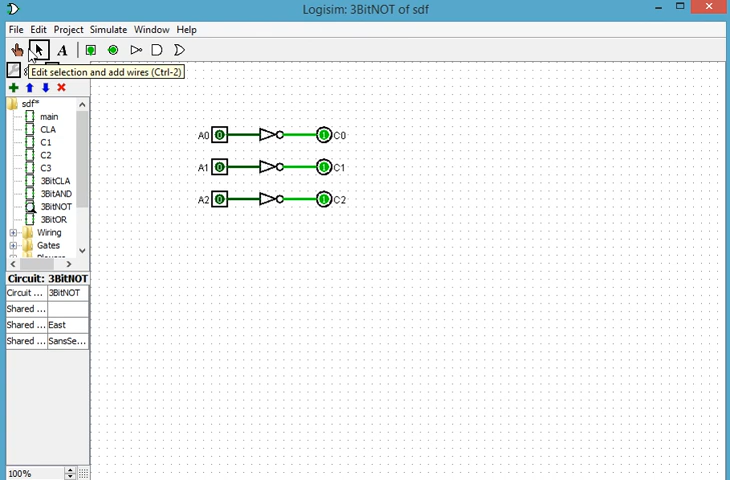 Logisim: 3BitNOT of sdf
File Edit Project Simulate Window Help
A
Edit selection and add wires (Ctrl-2)
sdf*
main
CLA
C1
C2
C3
3BitCLA
3BitAND
3BitNOT
3BitOR
Wiring
Gates
A0 0 1 C0
A1 0 1 C1
A2 0 1 C2
Circuit: 3BitNOT
Circuit ... 3BitNOT
Shared ...
Shared ... East
Shared ... SansSe...
100%